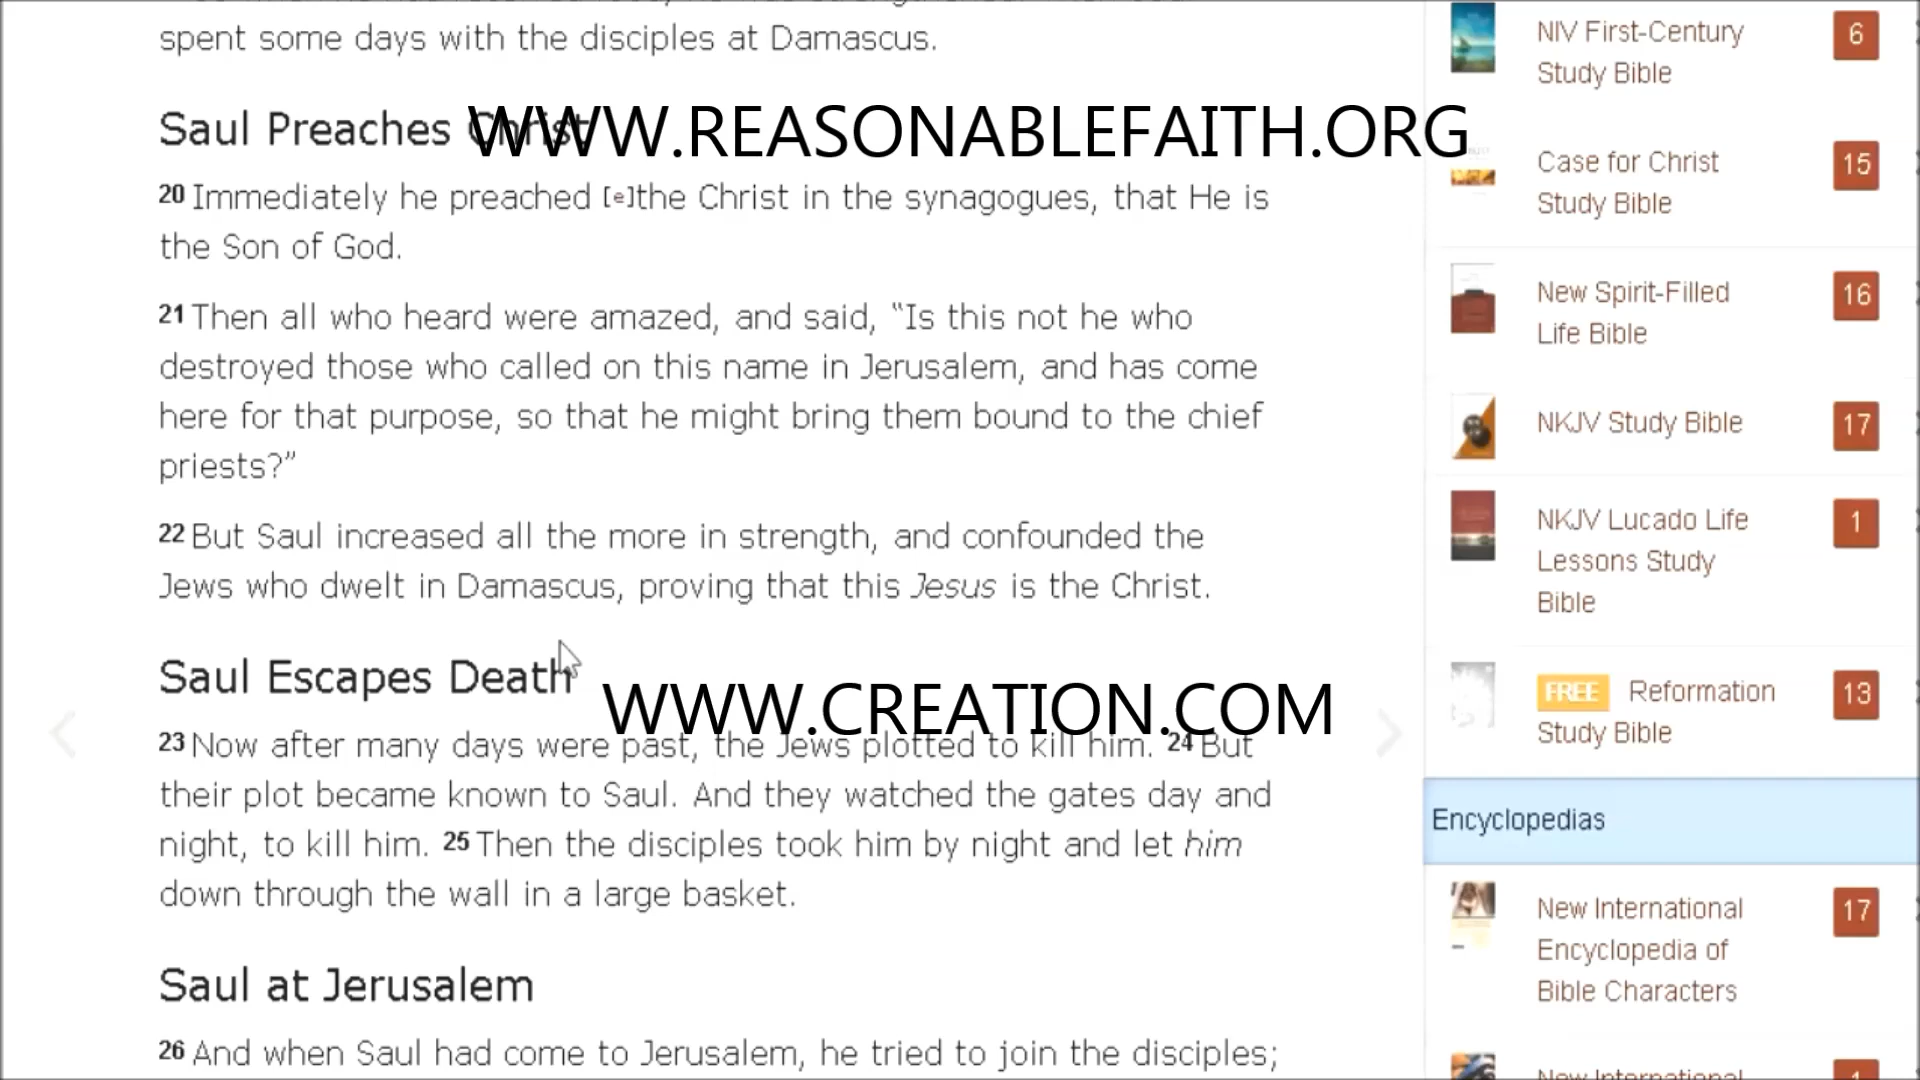 spent some days with the disciples at Damascus.
Saul Preaches Christ
WWW.REASONABLEFAITH.ORG
20 Immediately he preached [e]the Christ in the synagogues, that He is
the Son of God.
21 Then all who heard were amazed, and said, “Is this not he who
destroyed those who called on this name in Jerusalem, and has come
here for that purpose, so that he might bring them bound to the chief
priests?”
22 But Saul increased all the more in strength, and confounded the
Jews who dwelt in Damascus, proving that this Jesus is the Christ.
Saul Escapes Death
WWW.CREATION.COM
23 Now after many days were past, the Jews plotted to kill him. 24 But
their plot became known to Saul. And they watched the gates day and
night, to kill him. 25 Then the disciples took him by night and let him
down through the wall in a large basket.
Saul at Jerusalem
26 And when Saul had come to Jerusalem, he tried to join the disciples;
NIV First-Century 6
Study Bible
Case for Christ 15
Study Bible
New Spirit-Filled 16
Life Bible
NKJV Study Bible 17
NKJV Lucado Life 1
Lessons Study
Bible
FREE Reformation 13
Study Bible
Encyclopedias
New International 17
Encyclopedia of
Bible Characters
New International 1